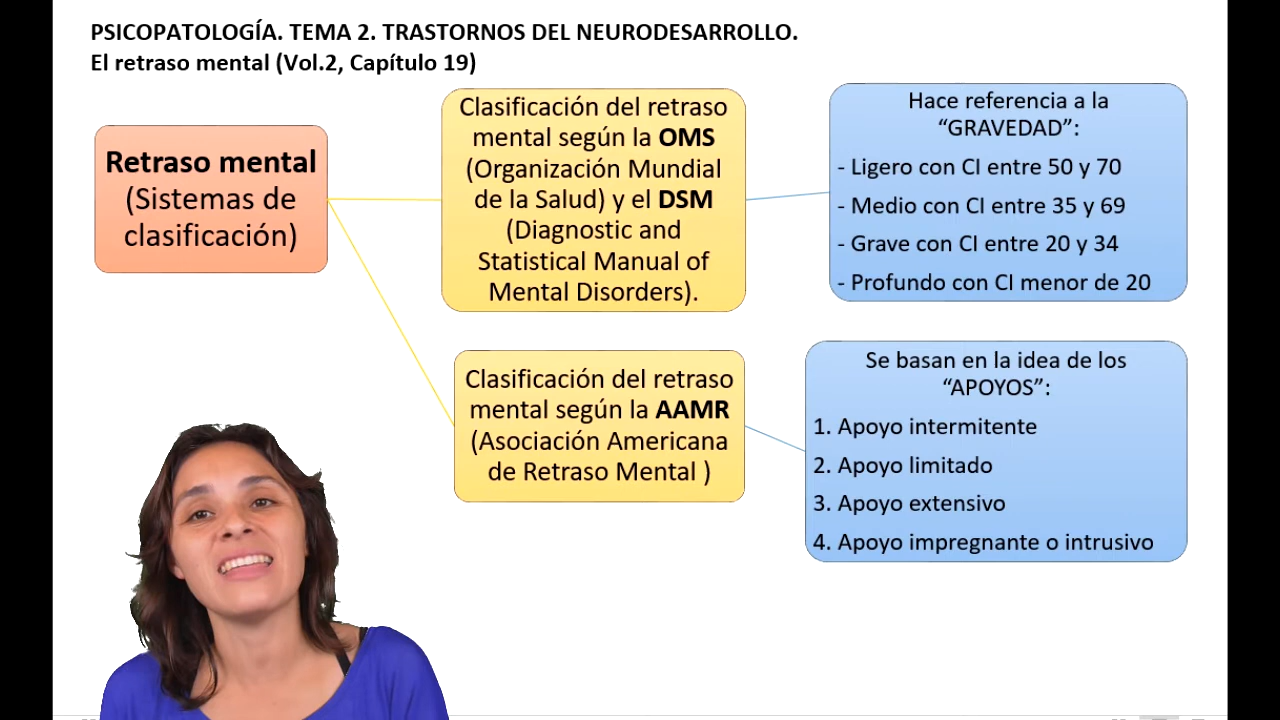 PSICOPATOLOGÍA. TEMA 2. TRASTORNOS DEL NEURODESARROLLO.
El retraso mental (Vol.2, Capítulo 19)
Retraso mental
(Sistemas de
clasificación)
Clasificación del retraso
mental según la OMS
(Organización Mundial
de la Salud) y el DSM
(Diagnostic and
Statistical Manual of
Mental Disorders).
Hace referencia a la
“GRAVEDAD”:
- Ligero con CI entre 50 y 70
- Medio con CI entre 35 y 69
- Grave con CI entre 20 y 34
- Profundo con CI menor de 20
Clasificación del retraso
mental según la AAMR
(Asociación Americana
de Retraso Mental )
Se basan en la idea de los
“APOYOS”:
1. Apoyo intermitente
2. Apoyo limitado
3. Apoyo extensivo
4. Apoyo impregnante o intrusivo